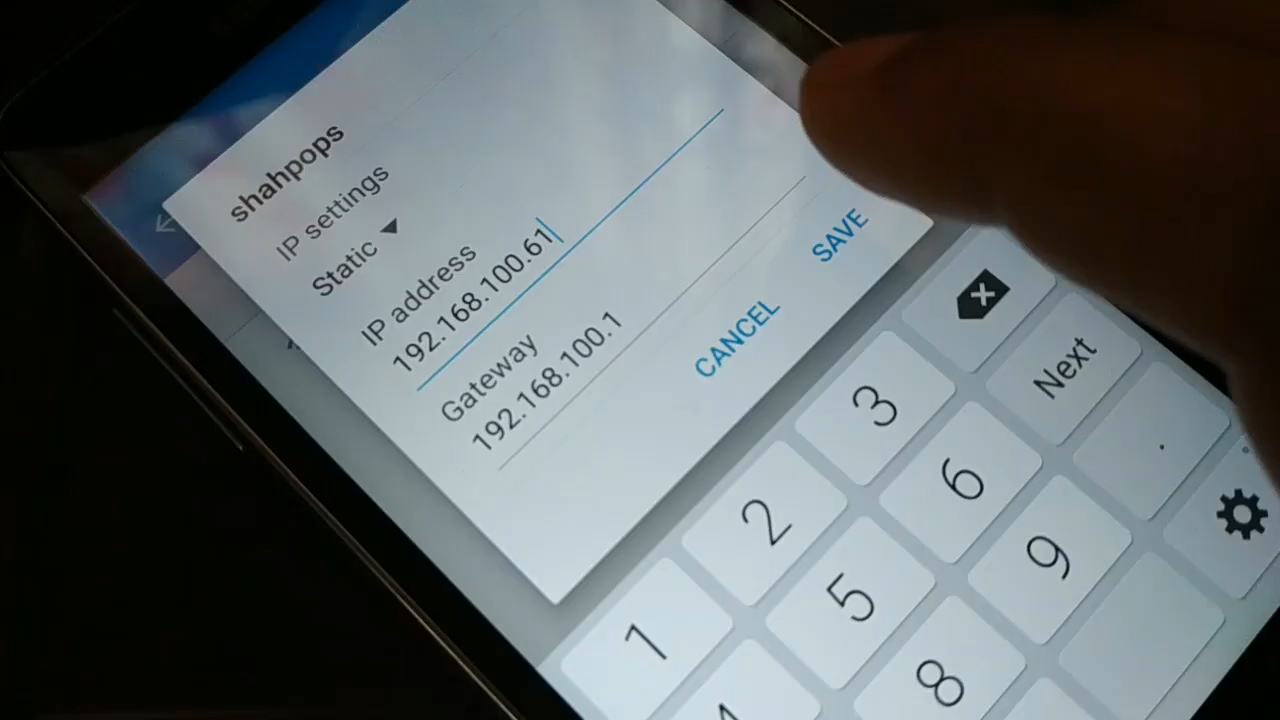 shahpops
IP settings
Static
IP address
192.168.100.61
Gateway
192.168.100.1
CANCEL
SAVE
1
2
3
4
5
6
Next
8
9
.